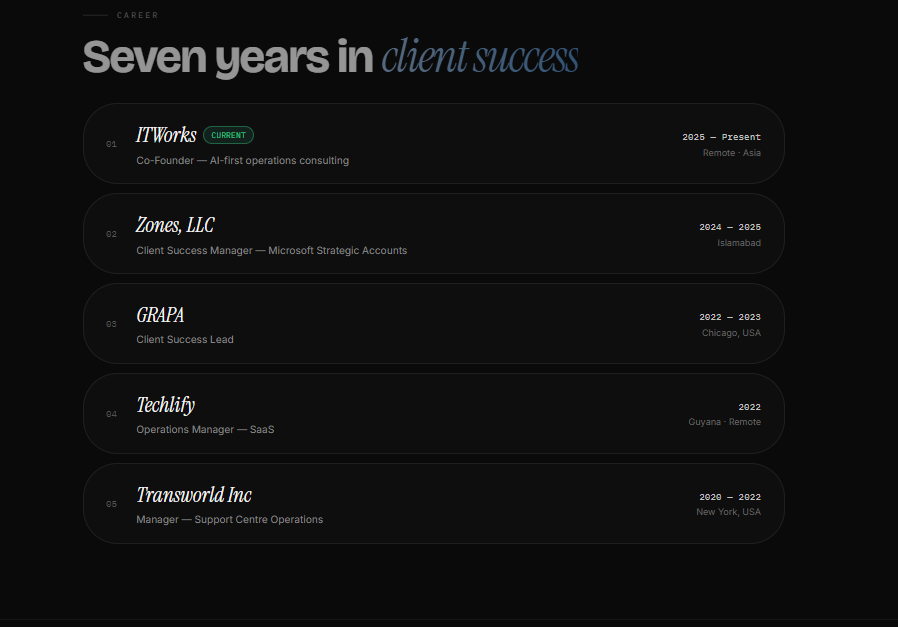 CAREER
Seven years in client success
01
ITWorks CURRENT
Co-Founder — AI-first operations consulting
2025 — Present
Remote · Asia
02
Zones, LLC
Client Success Manager — Microsoft Strategic Accounts
2024 — 2025
Islamabad
03
GRAPA
Client Success Lead
2022 — 2023
Chicago, USA
04
Techlify
Operations Manager — SaaS
2022
Guyana · Remote
05
Transworld Inc
Manager — Support Centre Operations
2020 — 2022
New York, USA